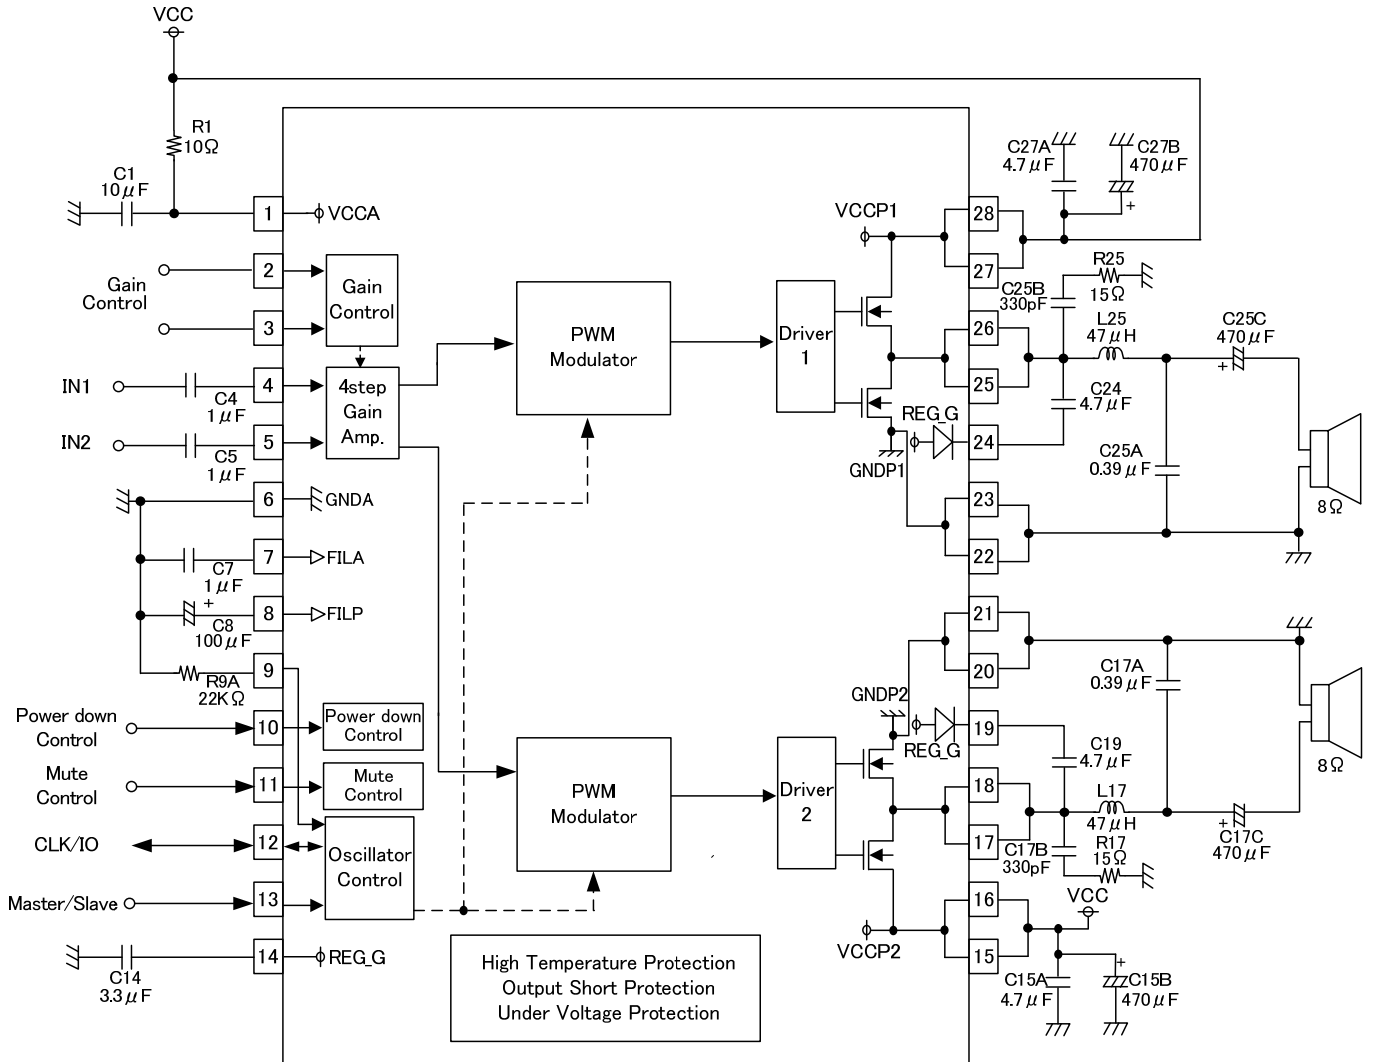 VCC
R1
10Ω
C1
10μF
1
VCCA
2
Gain
Control
3
Gain
Control
IN1
C4
1μF
4
IN2
C5
1μF
5
4step
Gain
Amp.
6
GNDA
C7
1μF
7
FILA
+
C8
100μF
8
FILP
R9A
22KΩ
9
Power down
Control
10
Power down
Control
Mute
Control
11
Mute
Control
CLK/IO
12
Oscillator
Control
Master/Slave
13
C14
3.3μF
14
REG_G
PWM
Modulator
PWM
Modulator
High Temperature Protection
Output Short Protection
Under Voltage Protection
Driver
1
VCCP1
GNDP1
REG_G
Driver
2
GNDP2
REG_G
VCCP2
28
27
26
25
24
23
22
21
20
19
18
17
16
15
C27A
4.7μF
C27B
470μF
+
R25
15Ω
C25B
330pF
L25
47μH
C25C
470μF
+
C24
4.7μF
C25A
0.39μF
8Ω
C17A
0.39μF
C19
4.7μF
8Ω
L17
47μH
+
C17C
470μF
R17
15Ω
C17B
330pF
VCC
C15A
4.7μF
+
C15B
470μF